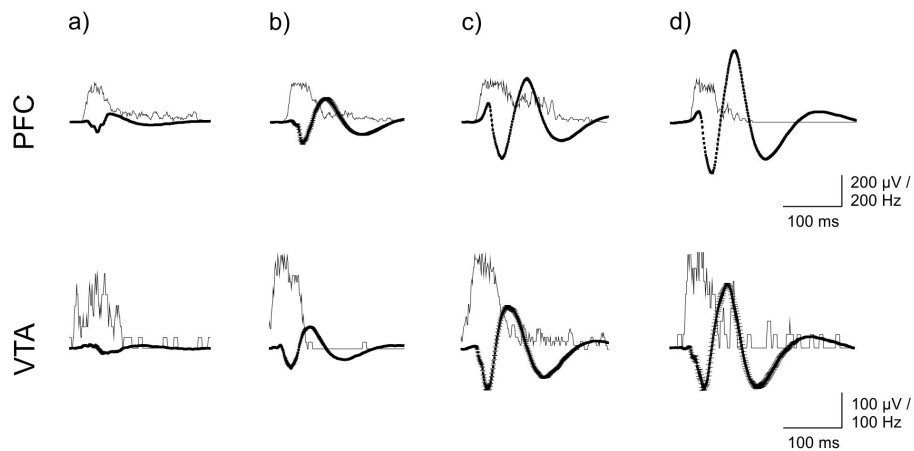 a) b) c) d)
PFC
200 µV /
200 Hz
100 ms
VTA
100 µV /
100 Hz
100 ms